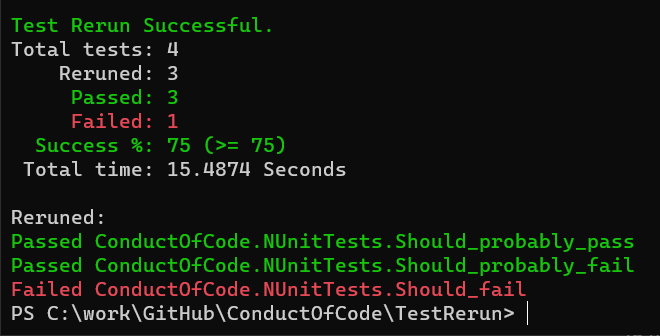 Test Rerun Successful.
Total tests: 4
Reruned: 3
Passed: 3
Failed: 1
Success %: 75 (>= 75)
Total time: 15.4874 Seconds
Reruned:
Passed ConductOfCode.NUnitTests.Should_probably_pass
Passed ConductOfCode.NUnitTests.Should_probably_fail
Failed ConductOfCode.NUnitTests.Should_fail
PS C:\work\GitHub\ConductOfCode\TestRerun>